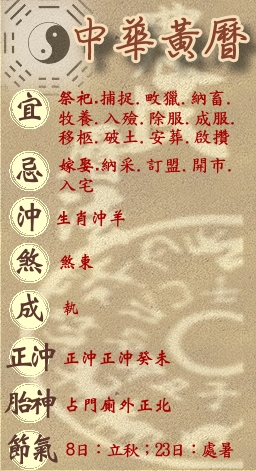 中華黃曆
宜 祭祀.捕捉.畋獵.納畜.
牧養.入殮.除服.成服.
移柩.破土.安葬.啟攢
忌 嫁娶.納采.訂盟.開市.
入宅
沖 生肖沖羊
煞 煞東
成 執
正沖 正沖正沖癸未
胎神 占門廟外正北
節氣 8日：立秋；23日：處暑